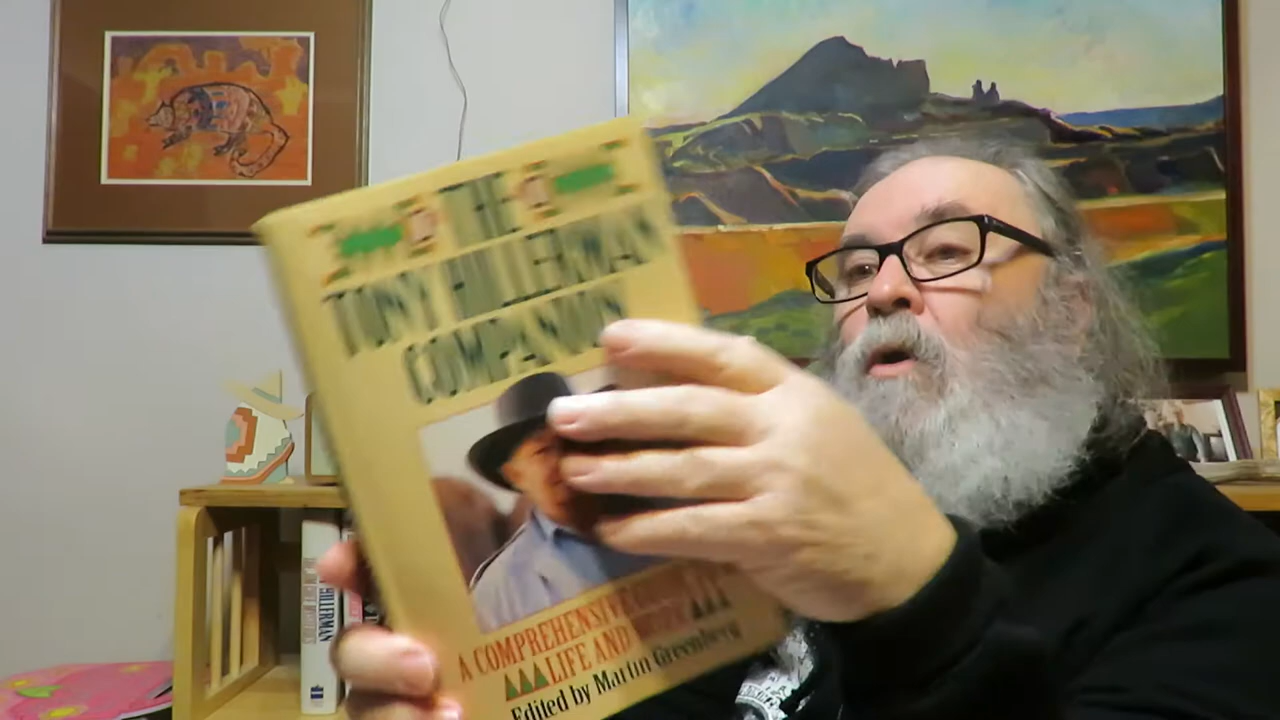 THE
TONY HILLERMAN
COMPANION
A COMPREHENSIVE
LIFE AND
Edited by Martin Greenberg
HILLERMAN